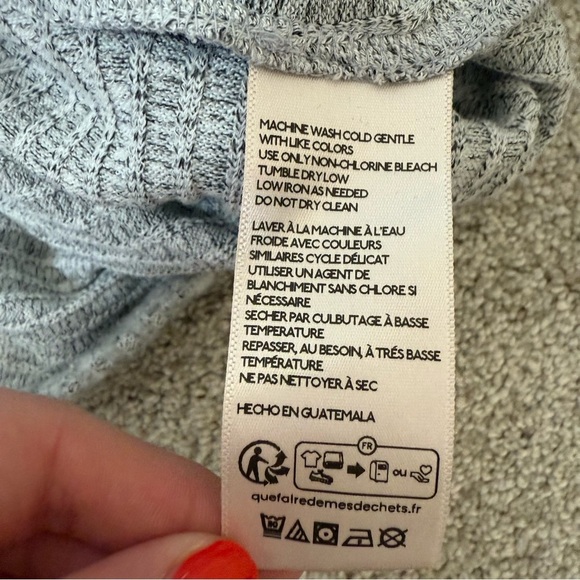 MACHINE WASH COLD GENTLE
WITH LIKE COLORS
USE ONLY NON-CHLORINE BLEACH
TUMBLE DRY LOW
LOW IRON AS NEEDED
DO NOT DRY CLEAN
LAVER À LA MACHINE À L'EAU
FROIDE AVEC COULEURS
SIMILAIRES CYCLE DÉLICAT
UTILISER UN AGENT DE
BLANCHIMENT SANS CHLORE SI
NÉCESSAIRE
SECHER PAR CULBUTAGE À BASSE
TEMPERATURE
REPASSER, AU BESOIN, À TRÉS BASSE
TEMPÉRATURE
NE PAS NETTOYER À SEC
HECHO EN GUATEMALA
FR
ou
quefairedemesdechets.fr